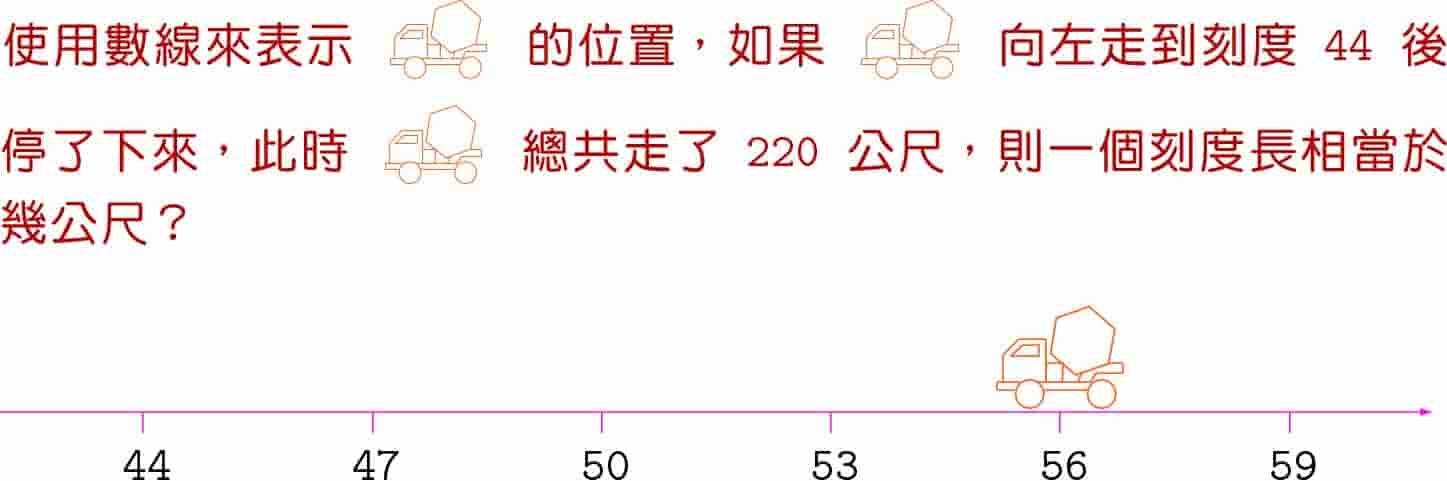 使用數線來表示 的位置，如果 向左走到刻度 44 後
停了下來，此時 總共走了 220 公尺，則一個刻度長相當於
幾公尺？
44 47 50 53 56 59